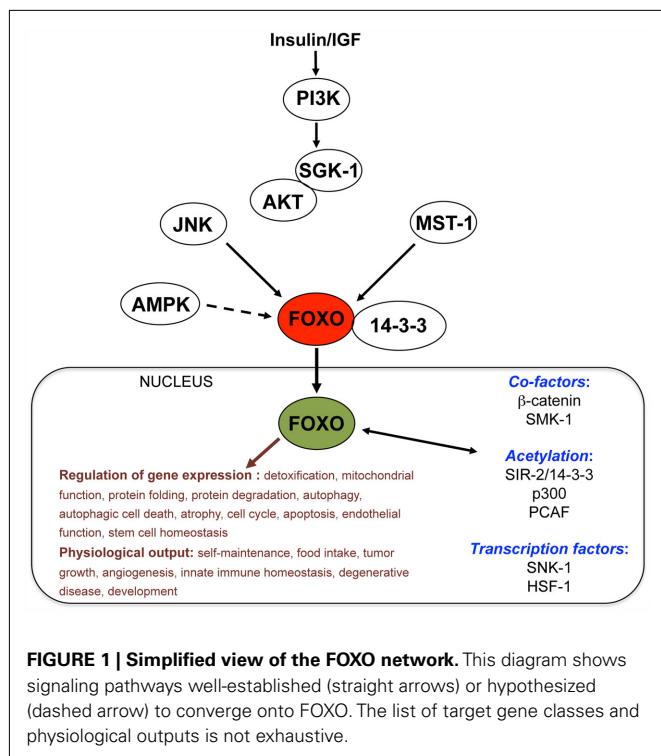 Insulin/IGF
PI3K
SGK-1
AKT
JNK
MST-1
AMPK
FOXO
14-3-3
NUCLEUS
FOXO
Co-factors:
β-catenin
SMK-1
Acetylation:
SIR-2/14-3-3
p300
PCAF
Transcription factors:
SNK-1
HSF-1
Regulation of gene expression : detoxification, mitochondrial
function, protein folding, protein degradation, autophagy,
autophagic cell death, atrophy, cell cycle, apoptosis, endothelial
function, stem cell homeostasis
Physiological output: self-maintenance, food intake, tumor
growth, angiogenesis, innate immune homeostasis, degenerative
disease, development
FIGURE 1 | Simplified view of the FOXO network. This diagram shows
signaling pathways well-established (straight arrows) or hypothesized
(dashed arrow) to converge onto FOXO. The list of target gene classes and
physiological outputs is not exhaustive.